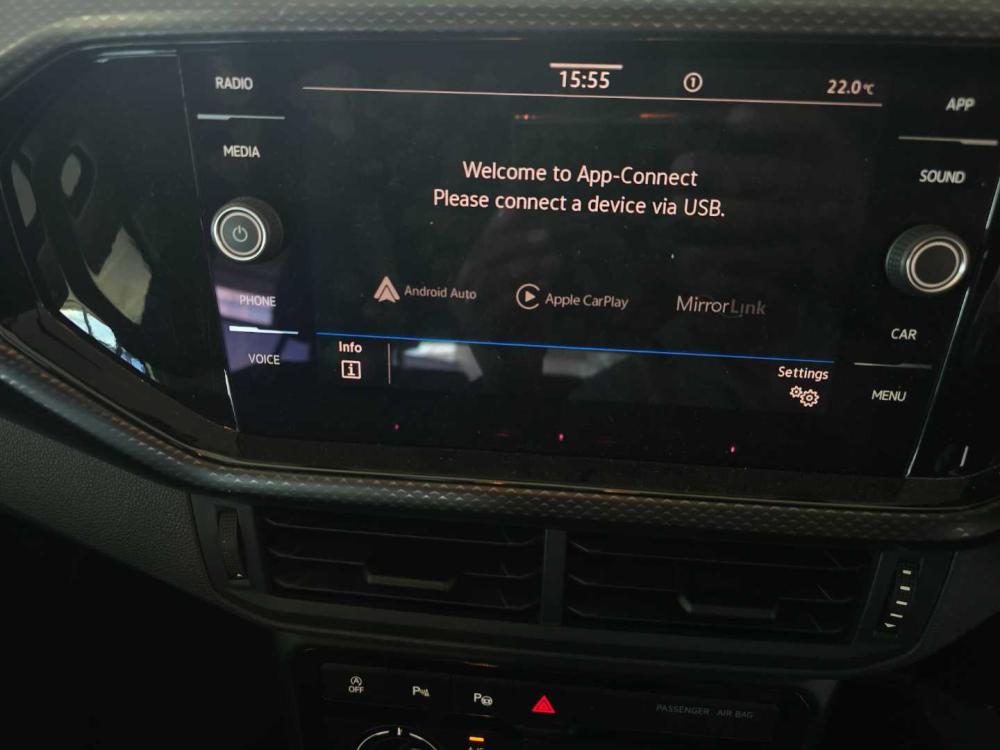 RADIO
15:55
1
22.0°C
APP
MEDIA
SOUND
Welcome to App-Connect
Please connect a device via USB.
PHONE
Android Auto
Apple CarPlay
MirrorLink
CAR
VOICE
Info
i
Settings
MENU
A
OFF
P
P
PASSENGER AIR BAG